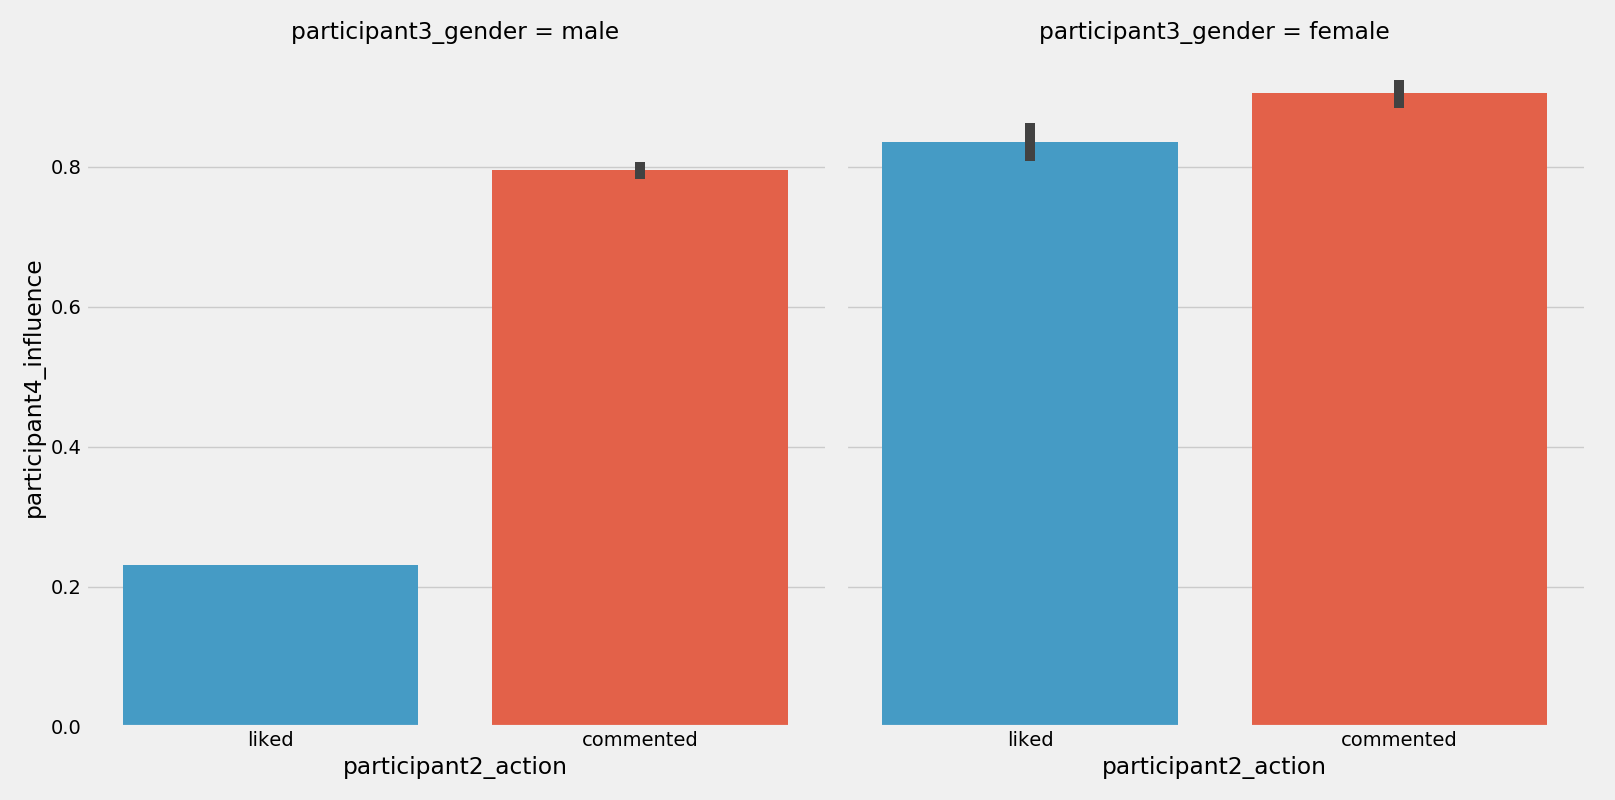 participant3_gender = male
participant3_gender = female
participant4_influence
0.8
0.6
0.4
0.2
0.0
liked
commented
liked
commented
participant2_action
participant2_action